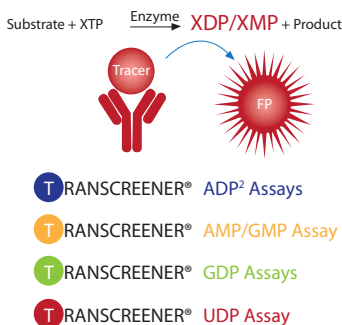 Enzyme
Substrate + XTP XDP/XMP + Product
Tracer
FP
TRANSCREENER® ADP² Assays
TRANSCREENER® AMP/GMP Assay
TRANSCREENER® GDP Assays
TRANSCREENER® UDP Assay